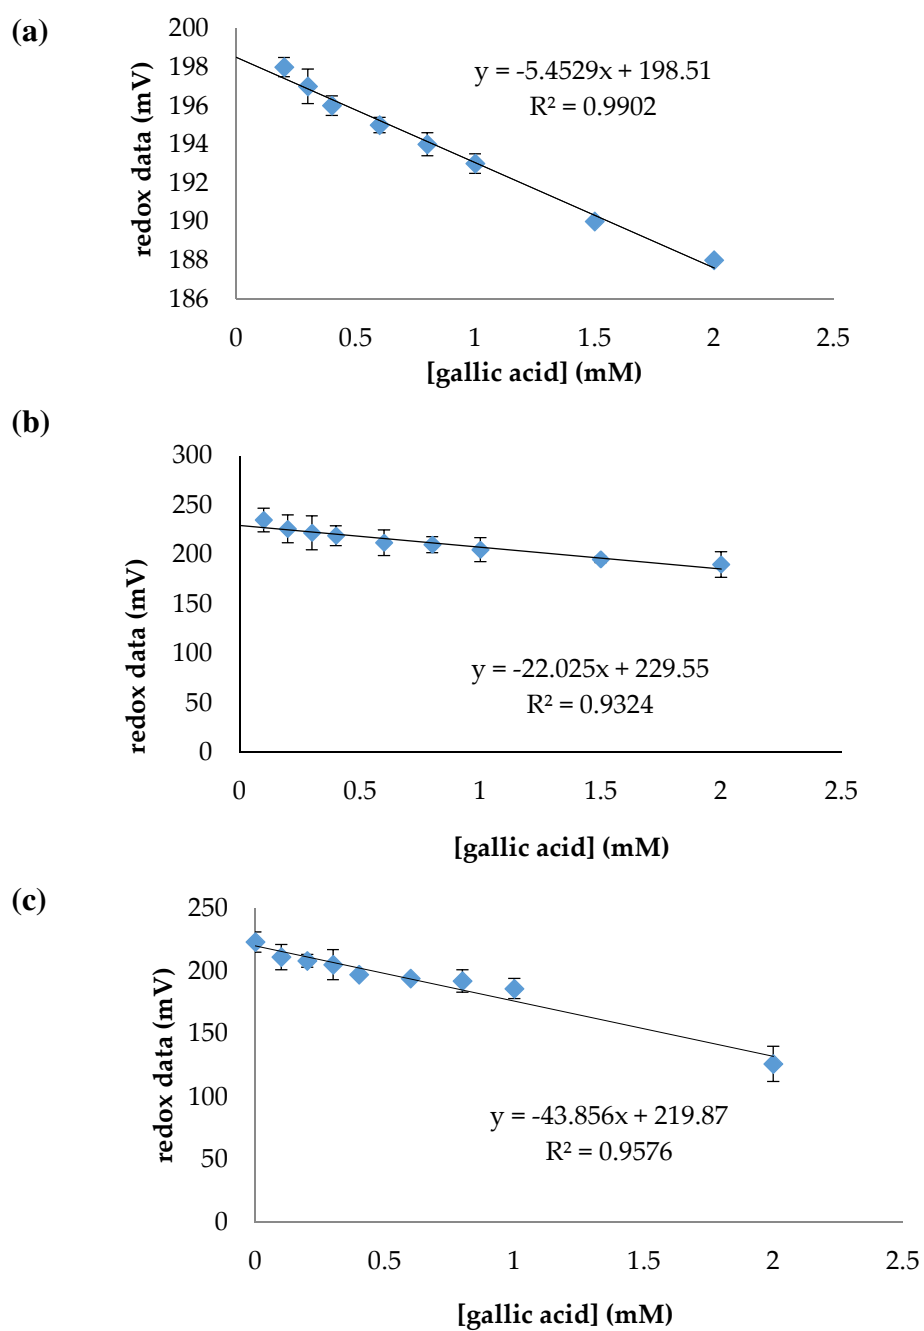 (a)
redox data (mV)
200
198
196
194
192
190
188
186
y = -5.4529x + 198.51
R² = 0.9902
0 0.5 1 1.5 2 2.5
[gallic acid] (mM)
(b)
redox data (mV)
300
250
200
150
100
50
0
y = -22.025x + 229.55
R² = 0.9324
0 0.5 1 1.5 2 2.5
[gallic acid] (mM)
(c)
redox data (mV)
250
200
150
100
50
0
y = -43.856x + 219.87
R² = 0.9576
0 0.5 1 1.5 2 2.5
[gallic acid] (mM)